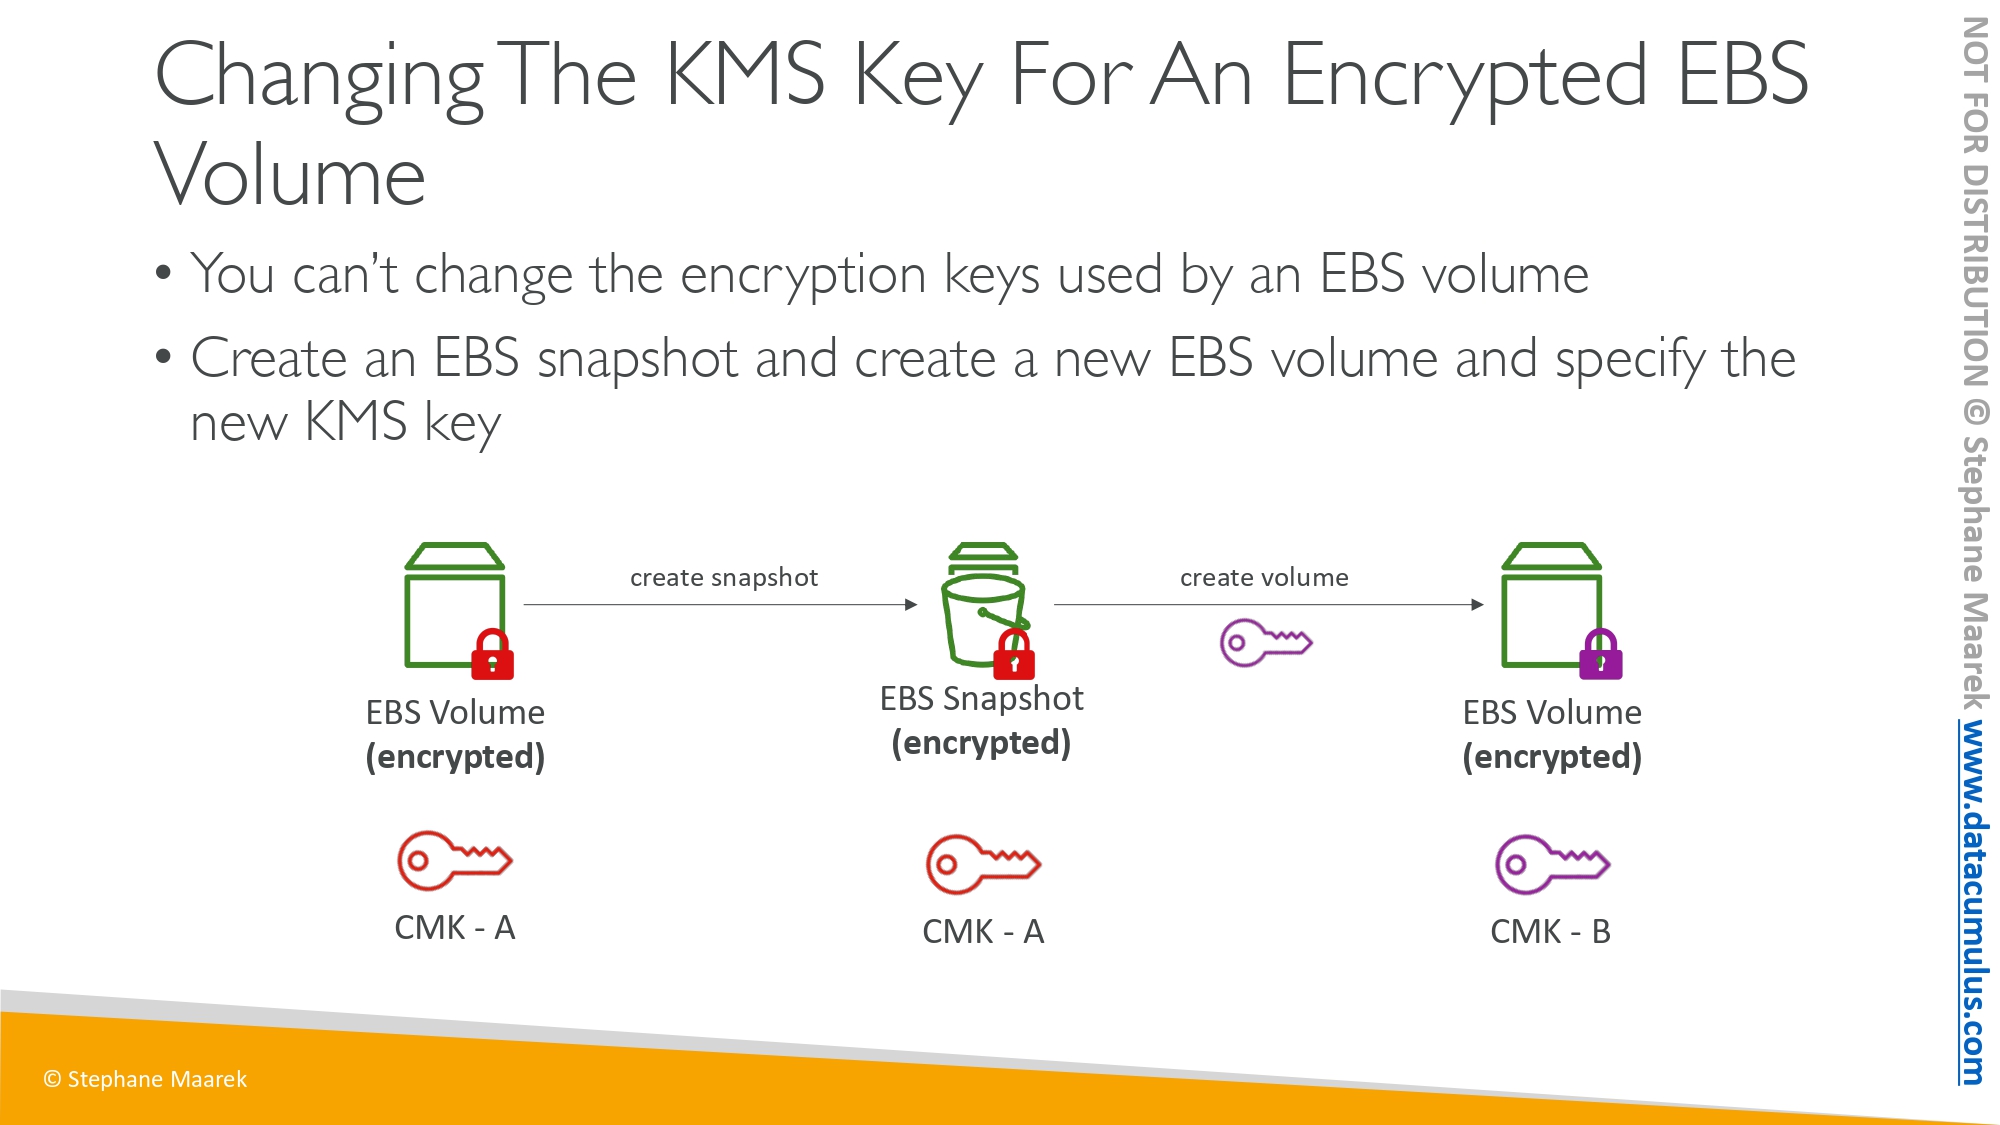 Changing The KMS Key For An Encrypted EBS
Volume
• You can’t change the encryption keys used by an EBS volume
• Create an EBS snapshot and create a new EBS volume and specify the
new KMS key
create snapshot
create volume
EBS Volume
(encrypted)
EBS Snapshot
(encrypted)
EBS Volume
(encrypted)
CMK - A
CMK - A
CMK - B
© Stephane Maarek
NOT FOR DISTRIBUTION © Stephane Maarek www.datacumulus.com